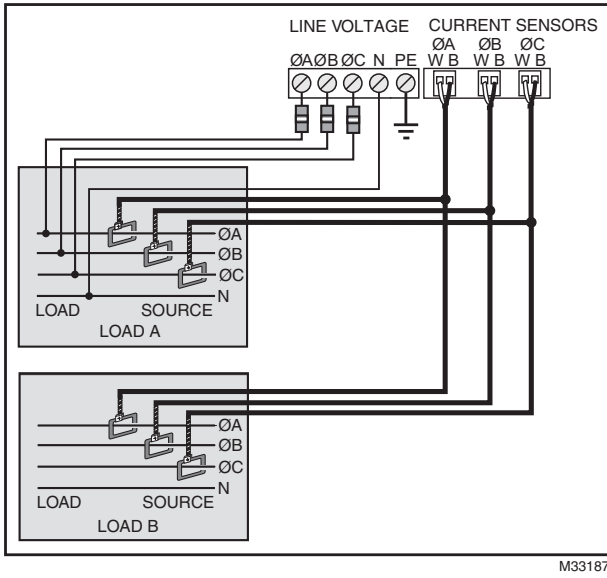 LINE VOLTAGE CURRENT SENSORS
ØA ØB ØC
ØA ØB ØC N PE W B W B W B
ØA
ØB
ØC
N
LOAD SOURCE
LOAD A
ØA
ØB
ØC
N
LOAD SOURCE
LOAD B
M33187